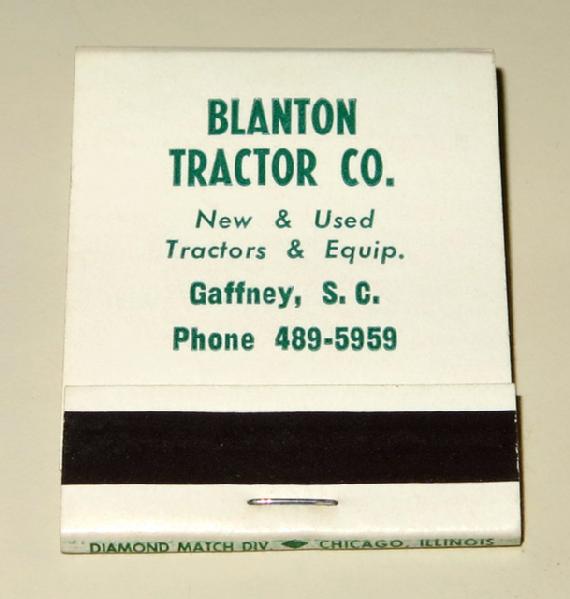 BLANTON
TRACTOR CO.
New & Used
Tractors & Equip.
Gaffney, S. C.
Phone 489-5959
DIAMOND MATCH DIV. CHICAGO, ILLINOIS